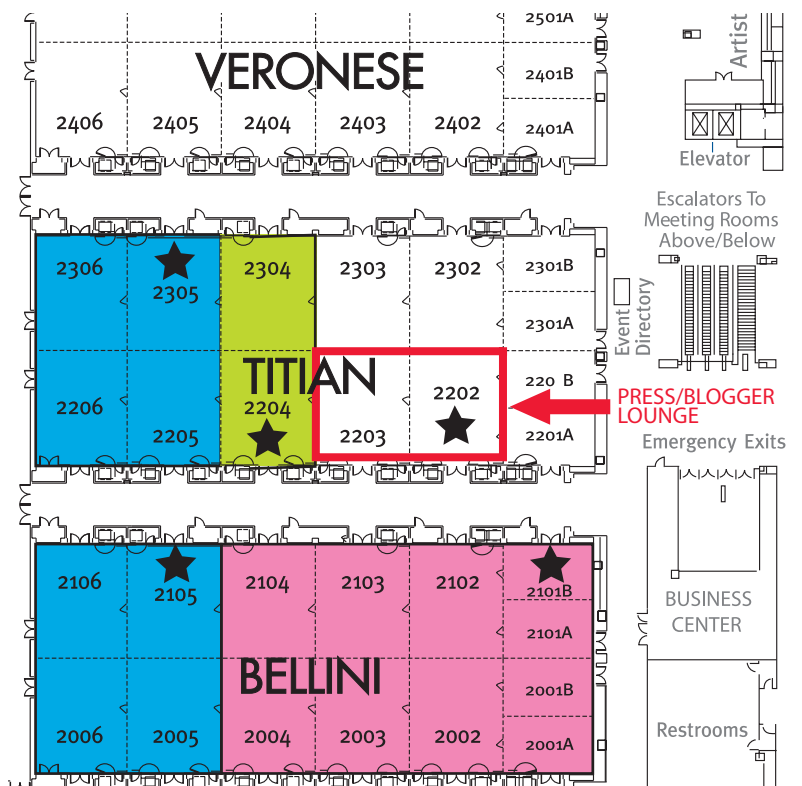 2501A
Artist
VERONESE
2401B
2406
2405
2404
2403
2402
2401A
Elevator
Escalators To
Meeting Rooms
Above/Below
2306
2305
2304
2303
2302
2301B
2301A
Event
Directory
TITIAN
220 B
PRESS/BLOGGER
LOUNGE
2206
2205
2204
2203
2202
2201A
Emergency Exits
2106
2105
2104
2103
2102
2101B
2101A
BUSINESS
CENTER
BELLINI
2001B
2006
2005
2004
2003
2002
2001A
Restrooms